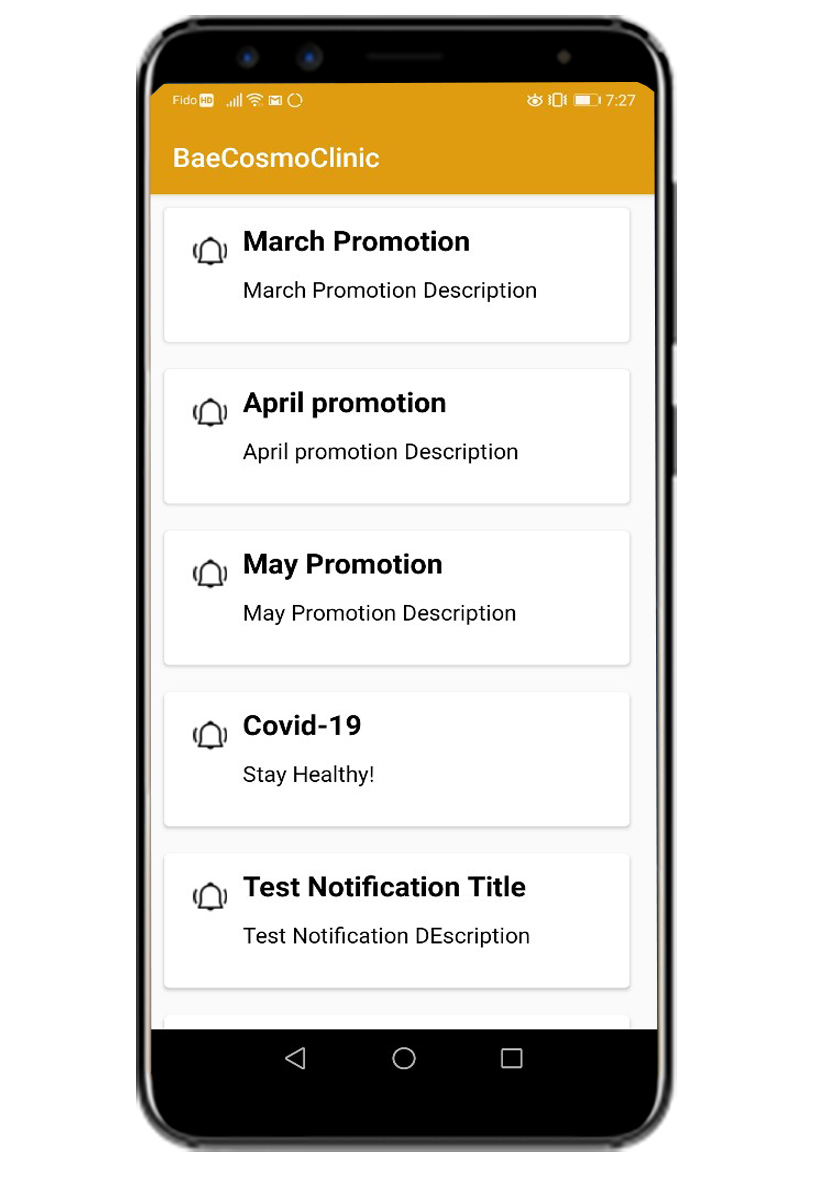 Fido HD 7:27
BaeCosmoClinic
March Promotion
March Promotion Description
April promotion
April promotion Description
May Promotion
May Promotion Description
Covid-19
Stay Healthy!
Test Notification Title
Test Notification DEscription